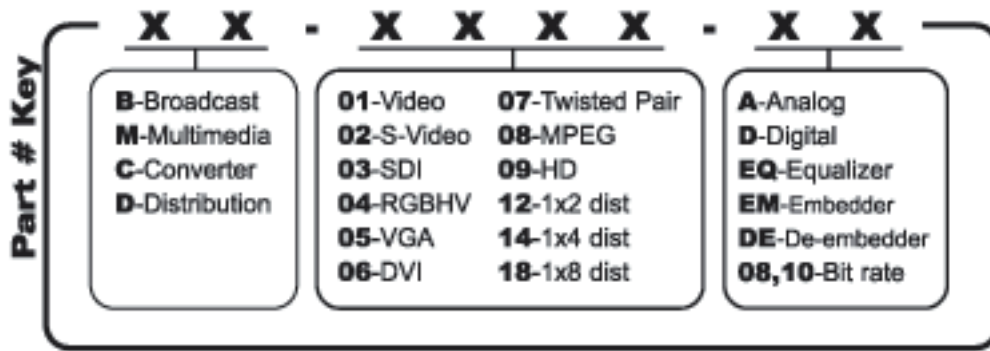 Part # Key
X X - X X X X - X X
B-Broadcast
M-Multimedia
C-Converter
D-Distribution
01-Video
02-S-Video
03-SDI
04-RGBHV
05-VGA
06-DVI
07-Twisted Pair
08-MPEG
09-HD
12-1x2 dist
14-1x4 dist
18-1x8 dist
A-Analog
D-Digital
EQ-Equalizer
EM-Embedder
DE-De-embedder
08,10-Bit rate